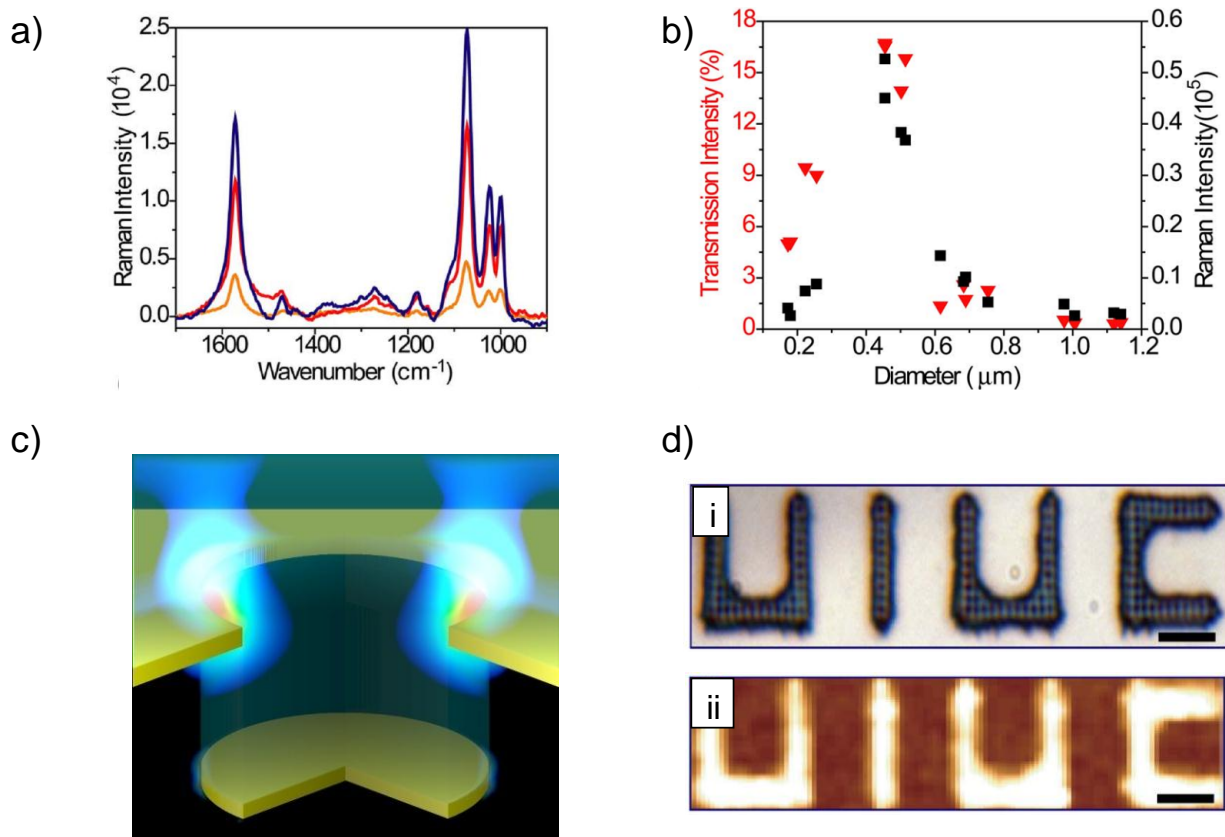 a)
Raman Intensity (10⁴)
2.5
2.0
1.5
1.0
0.5
0.0
1600 1400 1200 1000
Wavenumber (cm⁻¹)
b)
Transmission Intensity (%)
18
15
12
9
6
3
0
0.2 0.4 0.6 0.8 1.0 1.2
Diameter ( μm)
0.6
0.5
0.4
0.3
0.2
0.1
0.0
Raman Intensity(10⁵)
c)
d)
i
UIUC
ii
UIUC